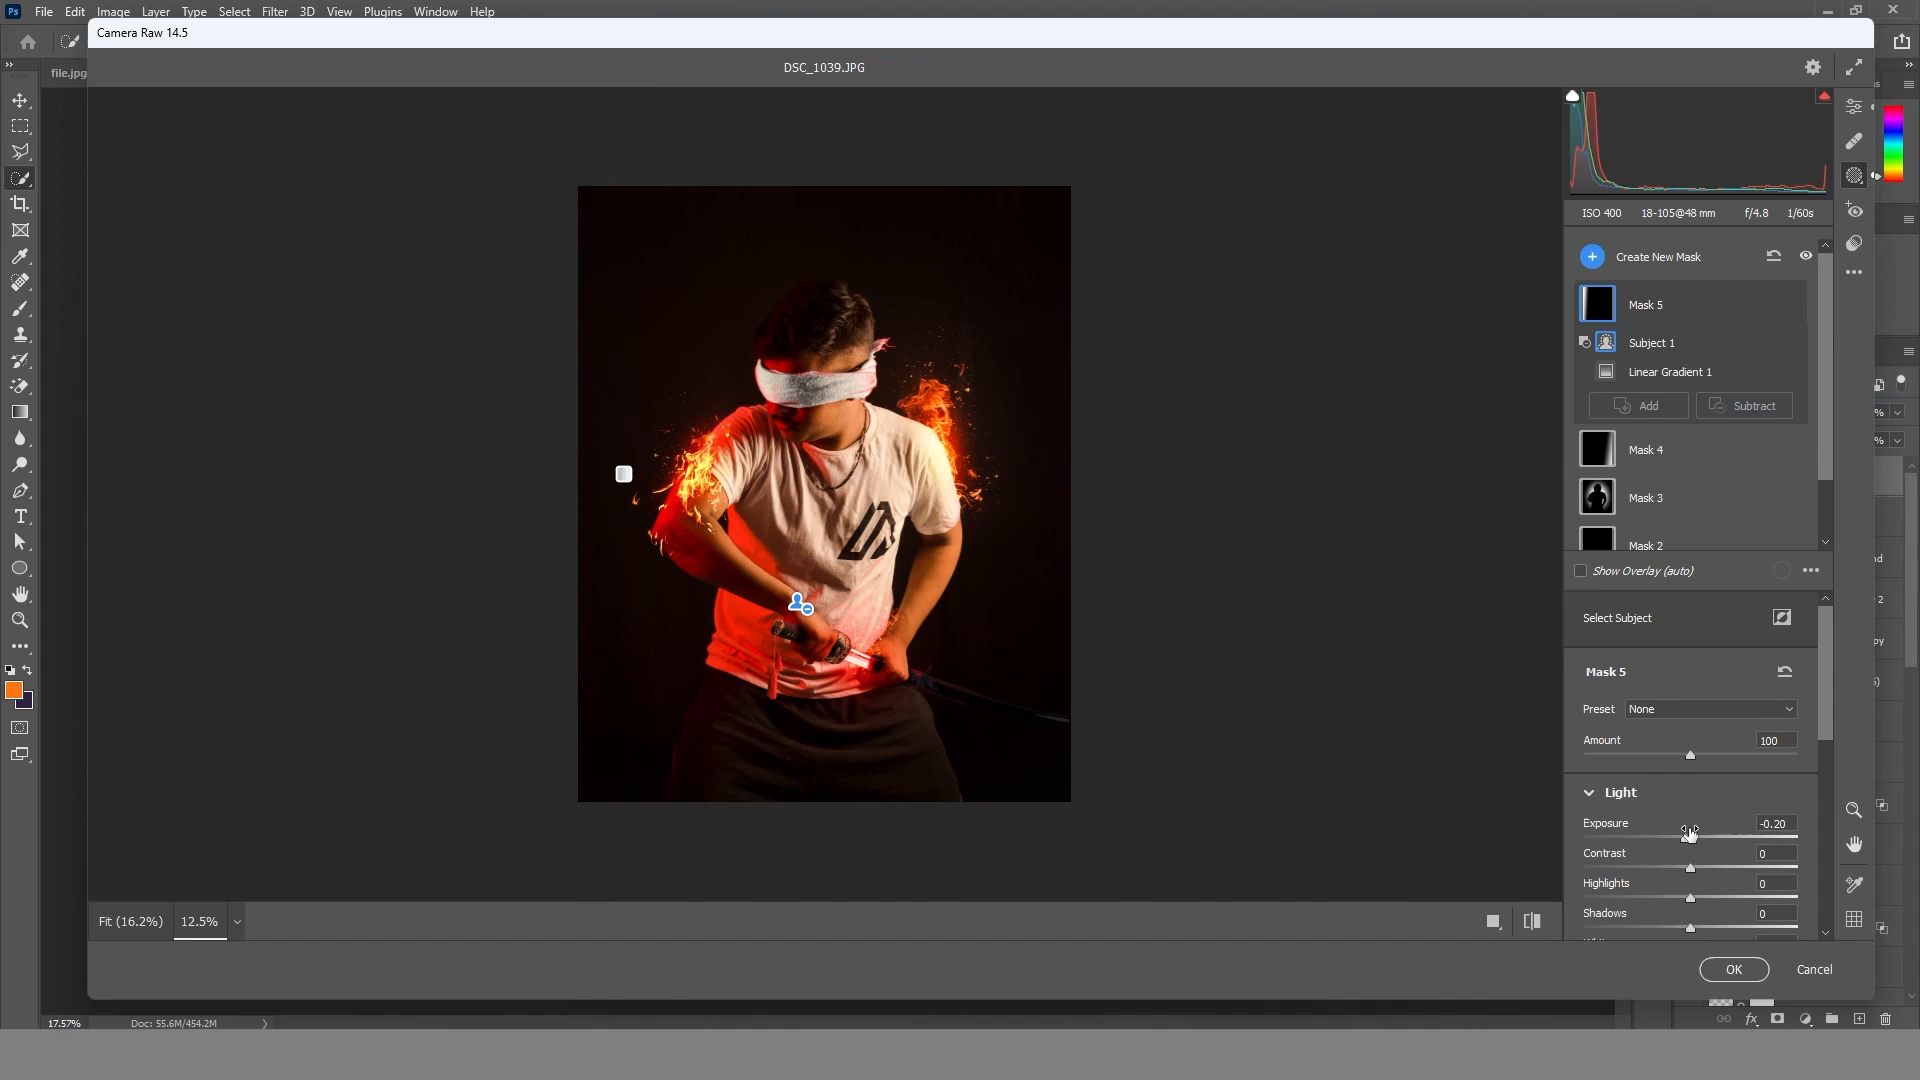 Ps File Edit Image Layer Type Select Filter 3D View Plugins Window Help
Camera Raw 14.5
file.jpg
DSC_1039.JPG
ISO 400 18-105@48 mm f/4.8 1/60s
Create New Mask
Mask 5
Subject 1
Linear Gradient 1
Add Subtract
Mask 4
Mask 3
Mask 2
Show Overlay (auto)
Select Subject
Mask 5
Preset None
Amount 100
Light
Exposure -0.20
Contrast 0
Highlights 0
Shadows 0
Fit (16.2%) 12.5%
OK Cancel
17.57% Doc: 55.6M/454.2M